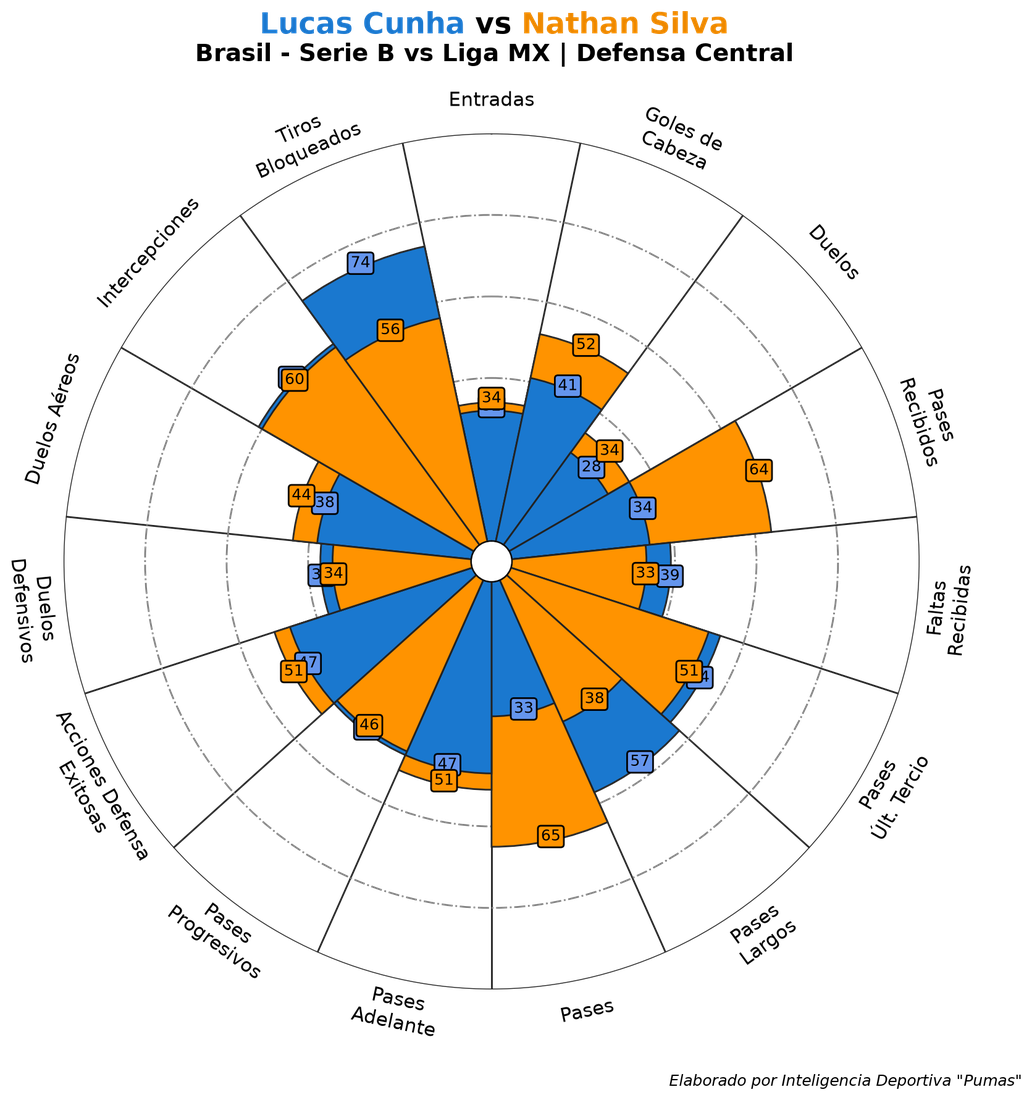 Lucas Cunha vs Nathan Silva
Brasil - Serie B vs Liga MX | Defensa Central
Entradas
Goles de
Cabeza
Duelos
Pases
Recibidos
Faltas
Recibidas
Pases
Últ. Tercio
Pases
Largos
Pases
Pases
Adelante
Pases
Progresivos
Acciones Defensa
Exitosas
Duelos
Defensivos
Duelos Aéreos
Intercepciones
Tiros
Bloqueados
34
52
41
34
28
64
34
33
39
51
38
57
33
65
47
51
46
51
34
44
38
60
74
56
Elaborado por Inteligencia Deportiva "Pumas"